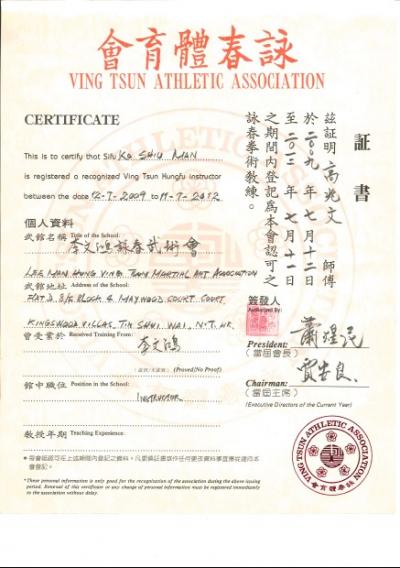 會育體春詠
VING TSUN ATHLETIC ASSOCIATION
CERTIFICATE
This is to certify that Sifu Ko SHIU MAN
is registered a recognized Ving Tsun Kungfu instructor
between the date 12-7-2009 to 11-7-2012
證書
茲証明 高兆文 師傅
於二〇〇九年七月十二日
至二〇一二年七月十一日
之期間內登記為本會認可之
詠春拳術教練。
個人資料
武館名稱 Title of the School:
李文鴻詠春武術會
LEE MAN HUNG VING TSUN MARTIAL ART ASSOCIATION
武館地址 Address of the School:
FLAT J, 5/F BLOCK 4 MAYWOOD COURT COURT
KINGSWOOD VILLAS, TIN SHUI WAI, N.T. HK.
曾受業於 Received Training From:
李文鴻
(Proved/No Proof)
館中職位 Position in the School:
INSTRUCTOR
教授年期 Teaching Experience:
簽發人
Authorized By:
President:
(當屆會長)
Chairman:
(當屆主席)
(Executive Directors of the Current Year)
VING TSUN ATHLETIC ASSOCIATION
會育體春詠
*These personal information is only good for the recognization of the association during the above issuing
period. Renewal of this certificate or any change of personal information must be registered immediately
to the association without delay.